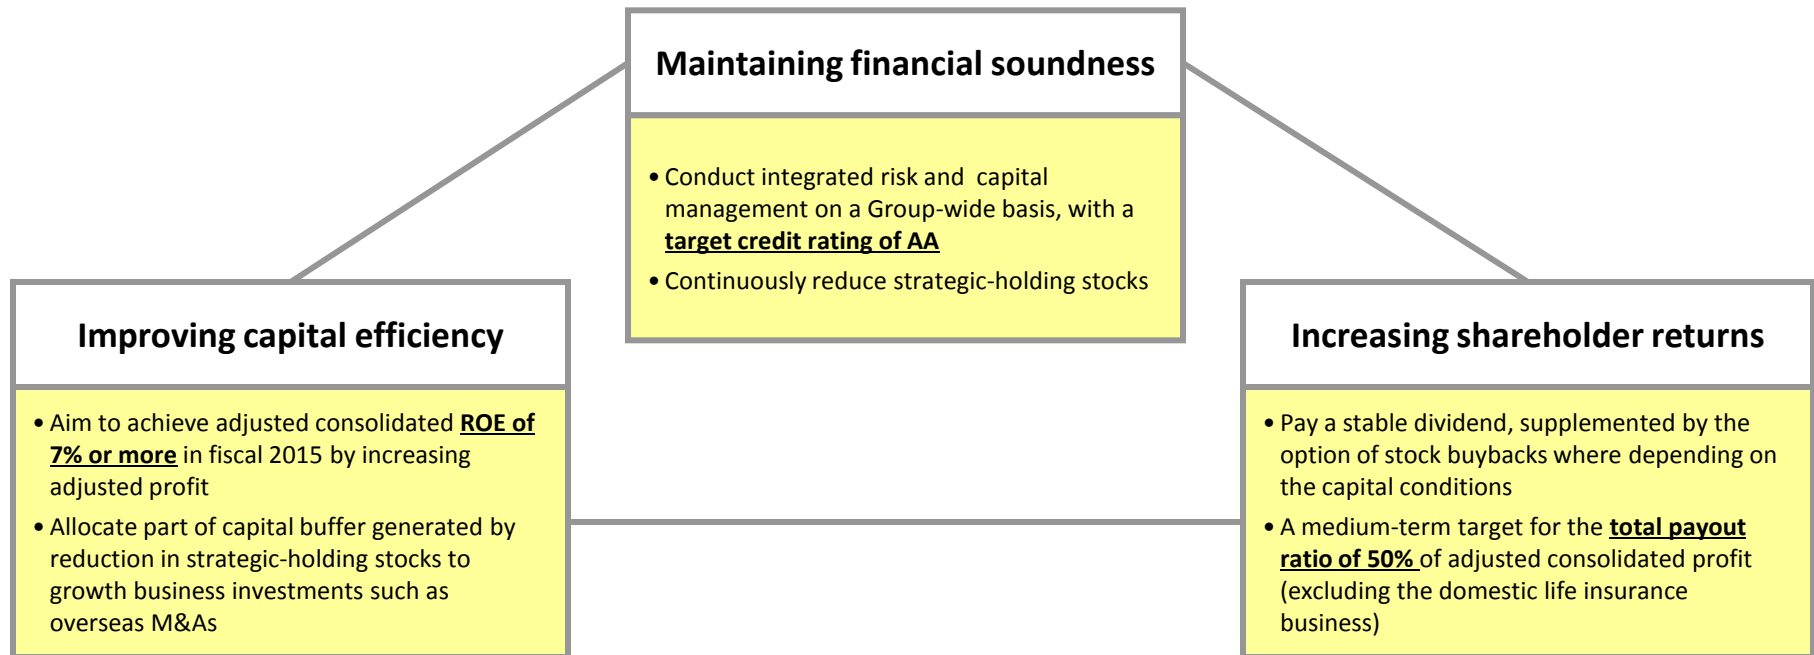 Maintaining financial soundness
• Conduct integrated risk and  capital
management on a Group-wide basis, with a
target credit rating of AA
• Continuously reduce strategic-holding stocks
Improving capital efficiency
• Aim to achieve adjusted consolidated ROE of
7% or more in fiscal 2015 by increasing
adjusted profit
• Allocate part of capital buffer generated by
reduction in strategic-holding stocks to
growth business investments such as
overseas M&As
Increasing shareholder returns
• Pay a stable dividend, supplemented by the
option of stock buybacks where depending on
the capital conditions
• A medium-term target for the total payout
ratio of 50% of adjusted consolidated profit
(excluding the domestic life insurance
business)